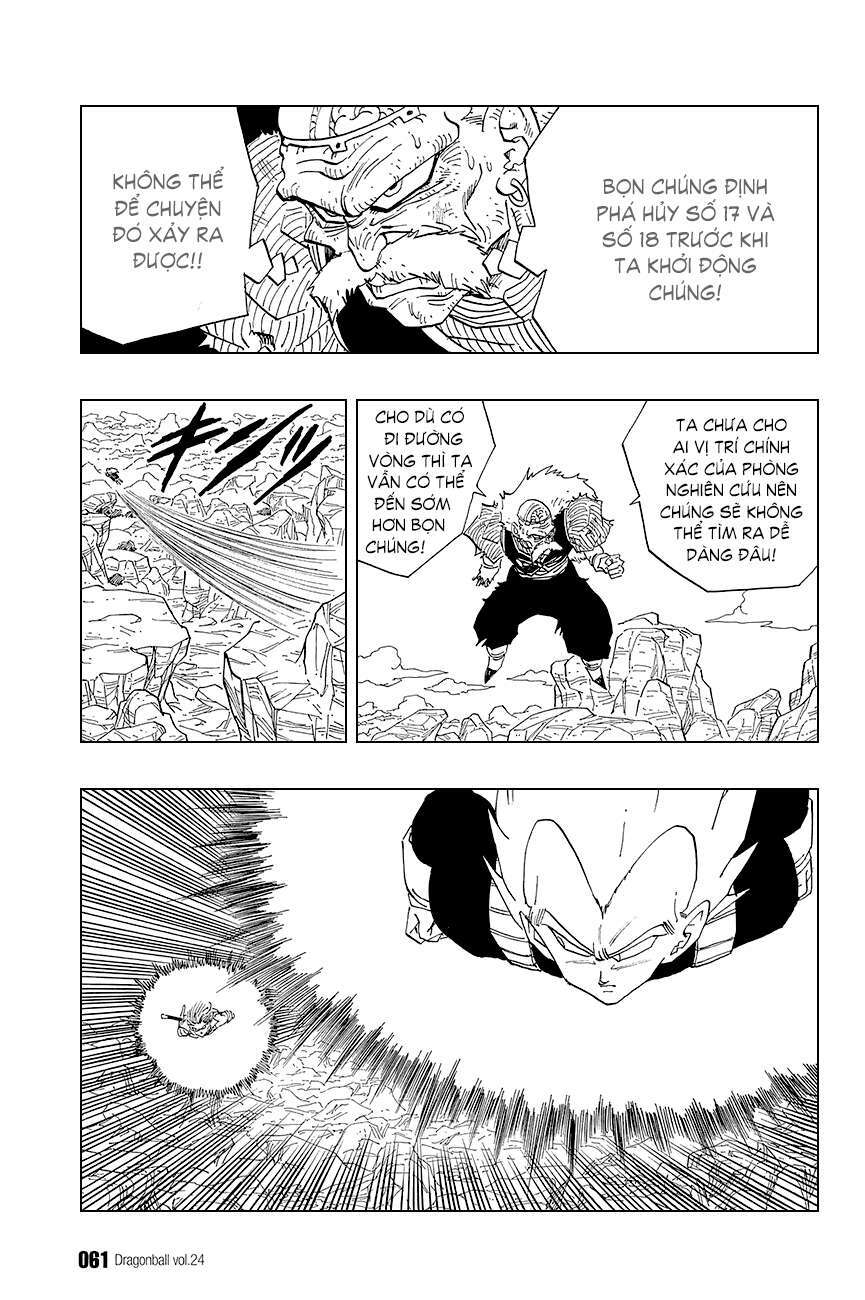 BỌN CHÚNG ĐỊNH
PHÁ HỦY SỐ 17 VÀ
SỐ 18 TRƯỚC KHI
TA KHỞI ĐỘNG
CHÚNG!
KHÔNG THỂ
ĐỂ CHUYỆN
ĐÓ XẢY RA
ĐƯỢC!!
TA CHƯA CHO
AI VỊ TRÍ CHÍNH
XÁC CỦA PHÒNG
NGHIÊN CỨU NÊN
CHÚNG SẼ KHÔNG
THỂ TÌM RA DỄ
DÀNG ĐÂU!
CHO DÙ CÓ
ĐI ĐƯỜNG
VÒNG THÌ TA
VẪN CÓ THỂ
ĐẾN SỚM
HƠN BỌN
CHÚNG!
キイッ
061 Dragonball vol.24